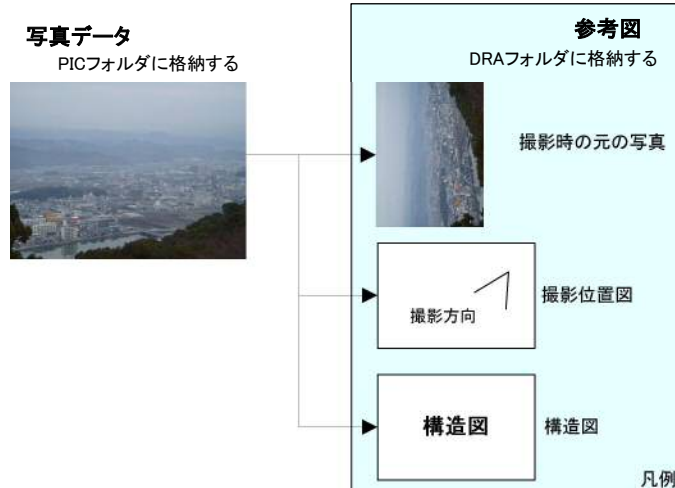 写真データ
PICフォルダに格納する
参考図
DRAフォルダに格納する
撮影時の元の写真
撮影方向
撮影位置図
構造図
構造図
凡例